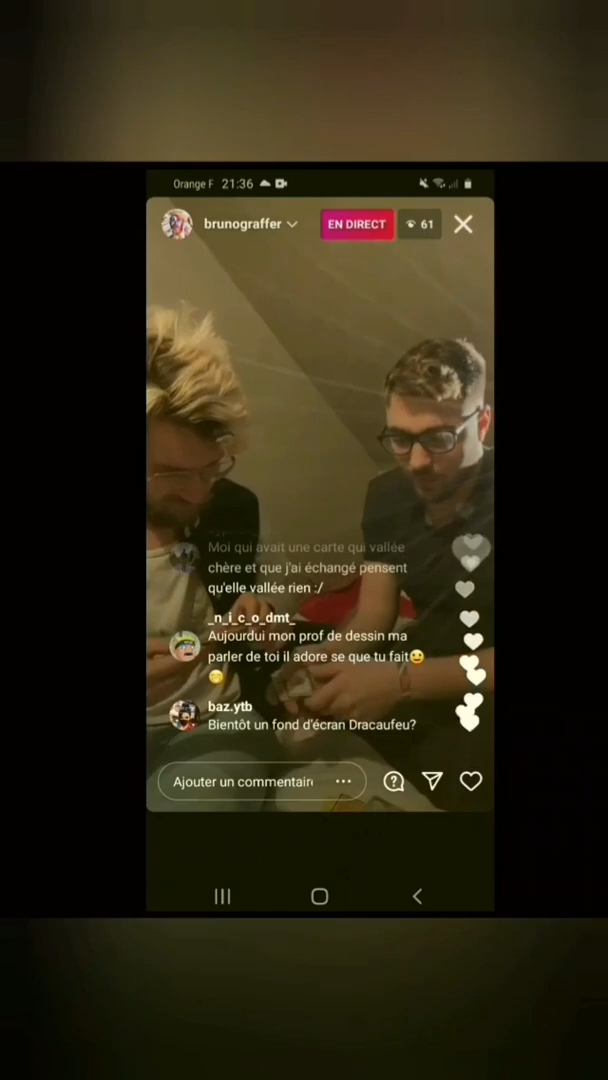 Orange F 21:36
brunograffer EN DIRECT 61
Moi qui avait une carte qui vallée
chère et que j'ai échangé pensent
qu'elle vallée rien :/
_n_i_c_o_dmt_
Aujourdui mon prof de dessin ma
parler de toi il adore se que tu fait😃
😁
baz.ytb
Bientôt un fond d'écran Dracaufeu?
Ajouter un commentair